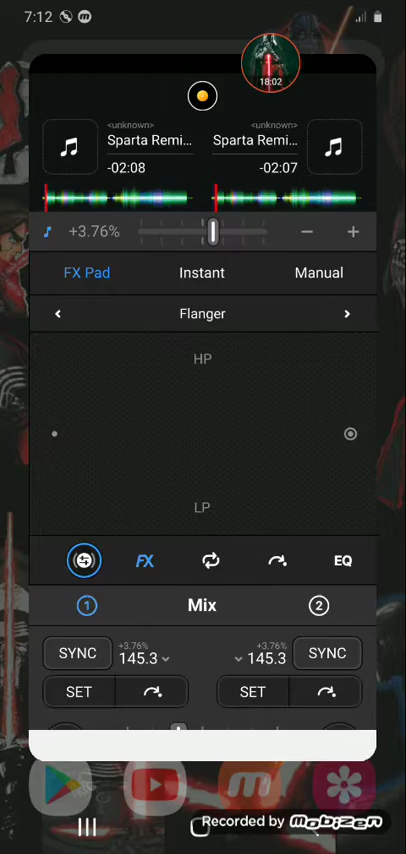 7:12
18:02
<unknown>
<unknown>
Sparta Remi...
Sparta Remi...
-02:08
-02:07
+3.76%
FX Pad
Instant
Manual
Flanger
HP
LP
FX
EQ
1
Mix
2
SYNC
+3.76%
145.3
+3.76%
145.3
SYNC
SET
SET
Recorded by Mobizen